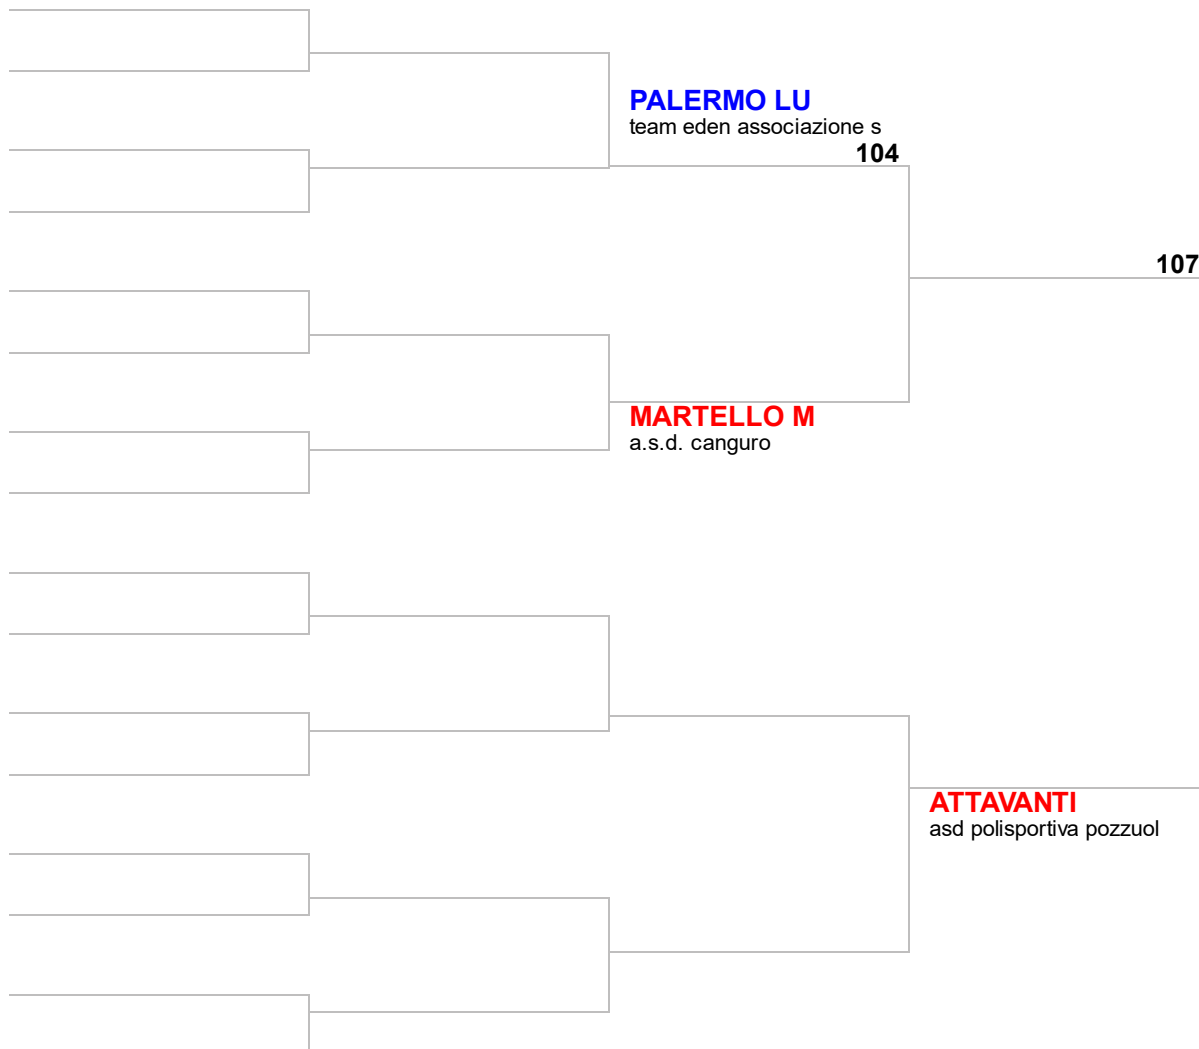 PALERMO LU
team eden associazione s
104
107
MARTELLO M
a.s.d. canguro
ATTAVANTI
asd polisportiva pozzuol